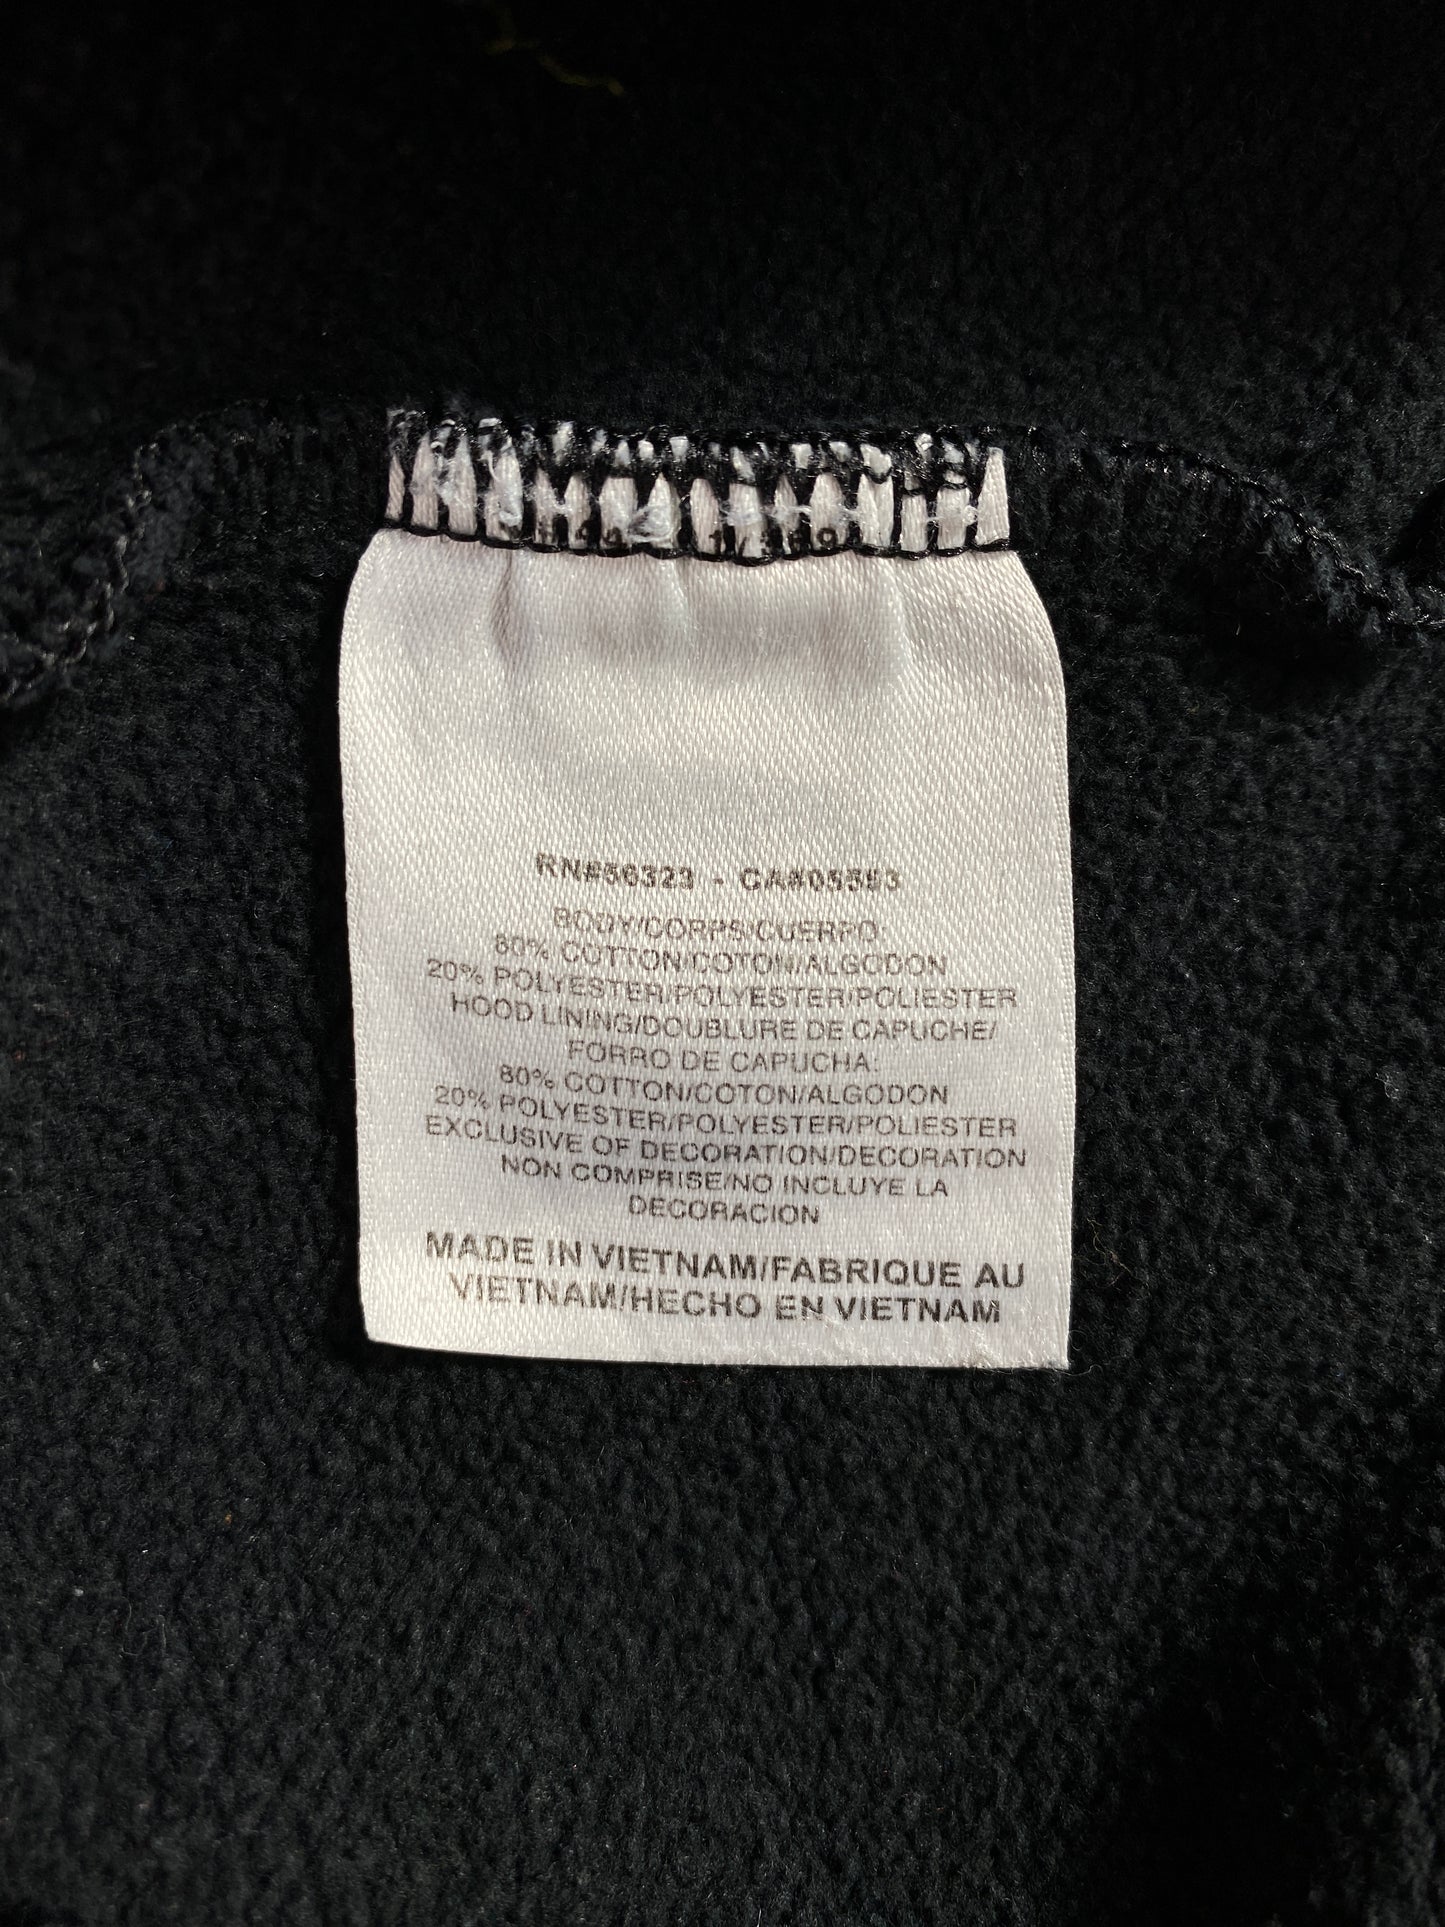 RN#56323 - CA#05553
BODY/CORPS/CUERPO:
80% COTTON/COTON/ALGODON
20% POLYESTER/POLYESTER/POLIESTER
HOOD LINING/DOUBLURE DE CAPUCHE/
FORRO DE CAPUCHA:
80% COTTON/COTON/ALGODON
20% POLYESTER/POLYESTER/POLIESTER
EXCLUSIVE OF DECORATION/DECORATION
NON COMPRISE/NO INCLUYE LA
DECORACION
MADE IN VIETNAM/FABRIQUE AU
VIETNAM/HECHO EN VIETNAM